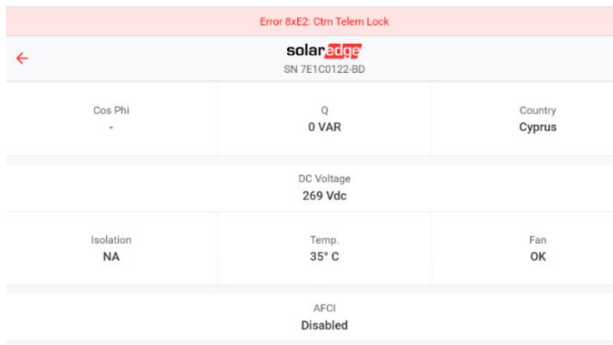 Error 8xE2: Ctrn Telem Lock
solaredge
SN 7E1C0122-BD
Cos Phi
-
Q
0 VAR
Country
Cyprus
DC Voltage
269 Vdc
Isolation
NA
Temp.
35° C
Fan
OK
AFCI
Disabled